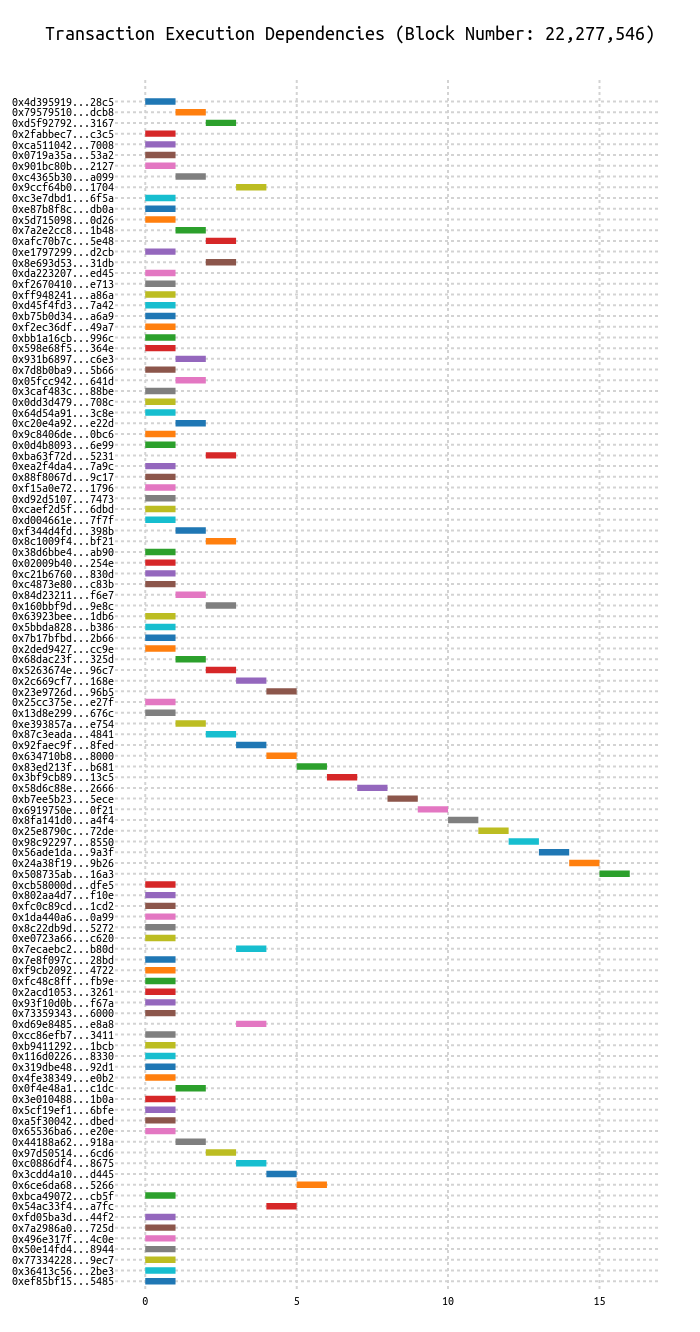 Transaction Execution Dependencies (Block Number: 22,277,546)
0x4d395919...28c5
0x79579510...dcb8
0xd5f92792...3167
0x2fabbec7...c3c5
0xca511042...7008
0x0719a35a...53a2
0x901bc80b...2127
0xc4365b30...a099
0x9ccf64b0...1704
0xc3e7dbd1...6f5a
0xe87b8f8c...db0a
0x5d715098...0d26
0x7a2e2cc8...1b48
0xafc70b7c...5e48
0xe1797299...d2cb
0x8e693d53...31db
0xda223207...ed45
0xf2670410...e713
0xff948241...a86a
0xd45f4fd3...7a42
0xb75b0d34...a6a9
0xf2ec36df...49a7
0xbb1a16cb...996c
0x598e68f5...364e
0x931b6897...c6e3
0x7d8b0ba9...5b66
0x05fcc942...641d
0x3caf483c...88be
0x0dd3d479...708c
0x64d54a91...3c8e
0xc20e4a92...e22d
0x9c8406de...0bc6
0x0d4b8093...6e99
0xba63f72d...5231
0xea2f4da4...7a9c
0x88f8067d...9c17
0xf15a0e72...1796
0xd92d5107...7473
0xcaef2d5f...6dbd
0xd004661e...7f7f
0xf344d4fd...398b
0x8c1009f4...bf21
0x38d6bbe4...ab90
0x02009b40...254e
0xc21b6760...830d
0xc4873e80...c83b
0x84d23211...f6e7
0x160bbf9d...9e8c
0x63923bee...1db6
0x5bbda828...b386
0x7b17bfbd...2b66
0x2ded9427...cc9e
0x68dac23f...325d
0x5263674e...96c7
0x2c669cf7...168e
0x23e9726d...96b5
0x25cc375e...e27f
0x13d8e299...676c
0xe393857a...e754
0x87c3eada...4841
0x92faec9f...8fed
0x634710b8...8000
0x83ed213f...b681
0x3bf9cb89...13c5
0x58d6c88e...2666
0xb7ee5b23...5ece
0x6919750e...0f21
0x8fa141d0...a4f4
0x25e8790c...72de
0x98c92297...8550
0x56ade1da...9a3f
0x24a38f19...9b26
0x508735ab...16a3
0xcb58000d...dfe5
0x802aa4d7...f10e
0xfc0c89cd...1cd2
0x1da440a6...0a99
0x8c22db9d...5272
0xe0723a66...c620
0x7ecaebc2...b80d
0x7e8f097c...28bd
0xf9cb2092...4722
0xfc48c8ff...fb9e
0x2acd1053...3261
0x93f10d0b...f67a
0x73359343...6000
0xd69e8485...e8a8
0xcc86efb7...3411
0xb9411292...1bcb
0x116d0226...8330
0x319dbe48...92d1
0x4fe38349...e0b2
0x0f4e48a1...c1dc
0x3e010488...1b0a
0x5cf19ef1...6bfe
0xa5f30042...dbed
0x65536ba6...e20e
0x44188a62...918a
0x97d50514...6cd6
0xc0886df4...8675
0x3cdd4a10...d445
0x6ce6da68...5266
0xbca49072...cb5f
0x54ac33f4...a7fc
0xfd05ba3d...44f2
0x7a2986a0...725d
0x496e317f...4c0e
0x50e14fd4...8944
0x77334228...9ec7
0x36413c56...2be3
0xef85bf15...5485
0 5 10 15